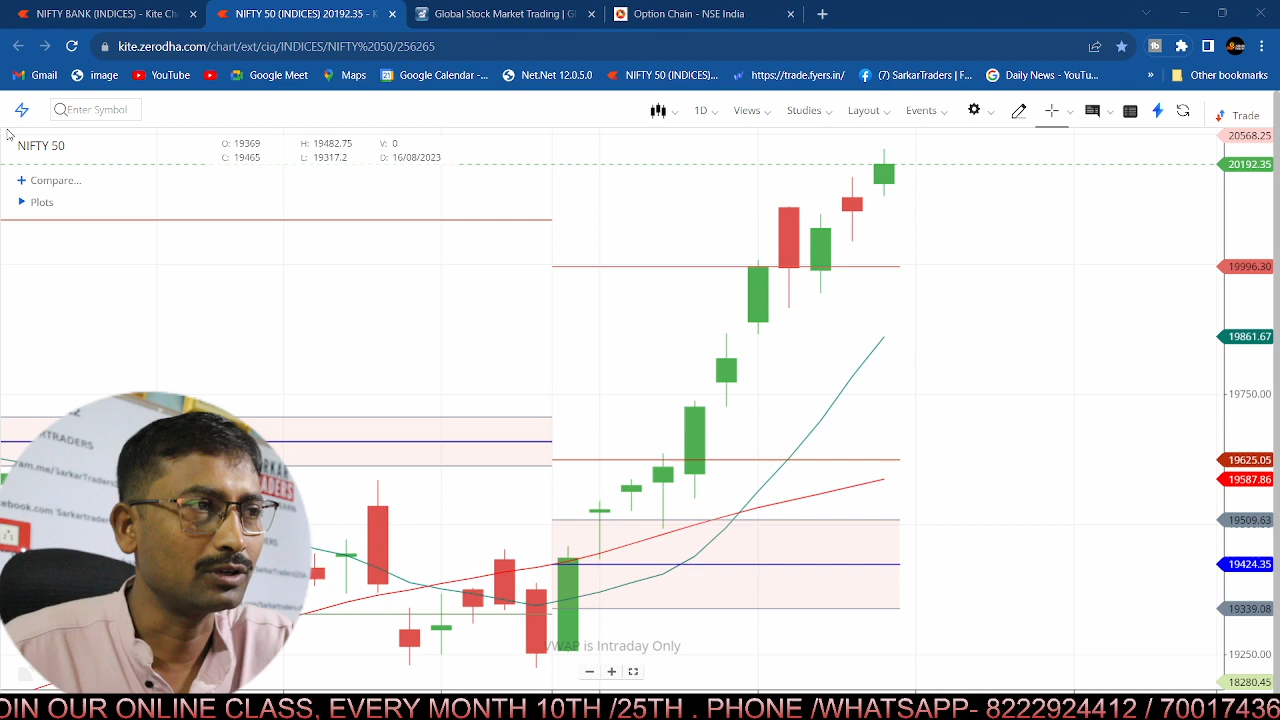 NIFTY BANK (INDICES) - Kite Cha
NIFTY 50 (INDICES) 20192.35 - K
Global Stock Market Trading | Gl
Option Chain - NSE India
kite.zerodha.com/chart/ext/ciq/INDICES/NIFTY%2050/256265
Gmail
image
YouTube
Google Meet
Maps
Google Calendar -...
NetNet 12.0.5.0
NIFTY 50 (INDICES)...
https://trade.fyers.in/
(7) SarkarTraders | F...
Daily News - YouTu...
Other bookmarks
Enter Symbol
1D
Views
Studies
Layout
Events
Trade
NIFTY 50
O: 19369 H: 19482.75 V: 0
C: 19465 L: 19317.2 D: 16/08/2023
Compare...
Plots
20568.25
20192.35
19996.30
19861.67
19750.00
19625.05
19587.86
19509.63
19424.35
19339.08
19250.00
18280.45
VWAP is Intraday Only
OIN OUR ONLINE CLASS, EVERY MONTH 10TH /25TH . PHONE /WHATSAPP- 8222924412 / 70017436